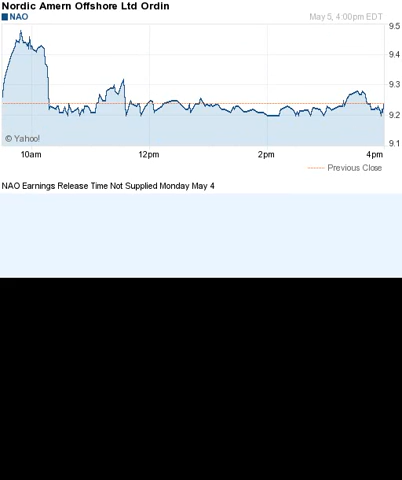 Nordic Amern Offshore Ltd Ordin
NAO May 5, 4:00pm EDT
9.5
9.4
9.3
9.2
9.1
© Yahoo!
10am 12pm 2pm 4pm
Previous Close
NAO Earnings Release Time Not Supplied Monday May 4